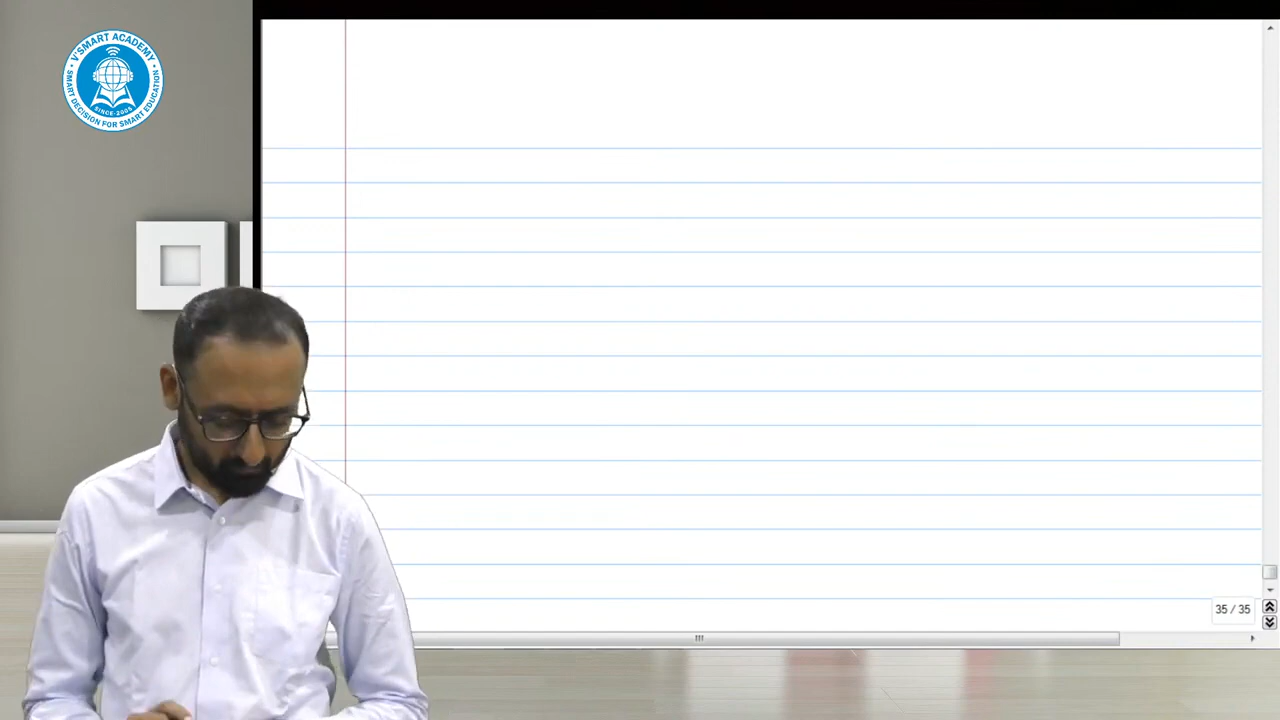 V'SMART ACADEMY
SMART DECISION FOR SMART EDUCATION
SINCE-2005
35 / 35